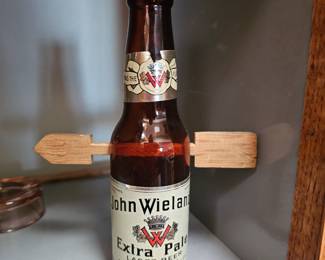 W
John Wieland
W
Extra Pale
LAGER BEER